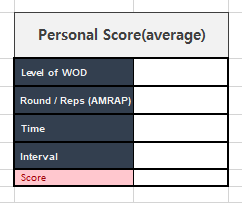 Personal Score(average)
Level of WOD
Round / Reps (AMRAP)
Time
Interval
Score